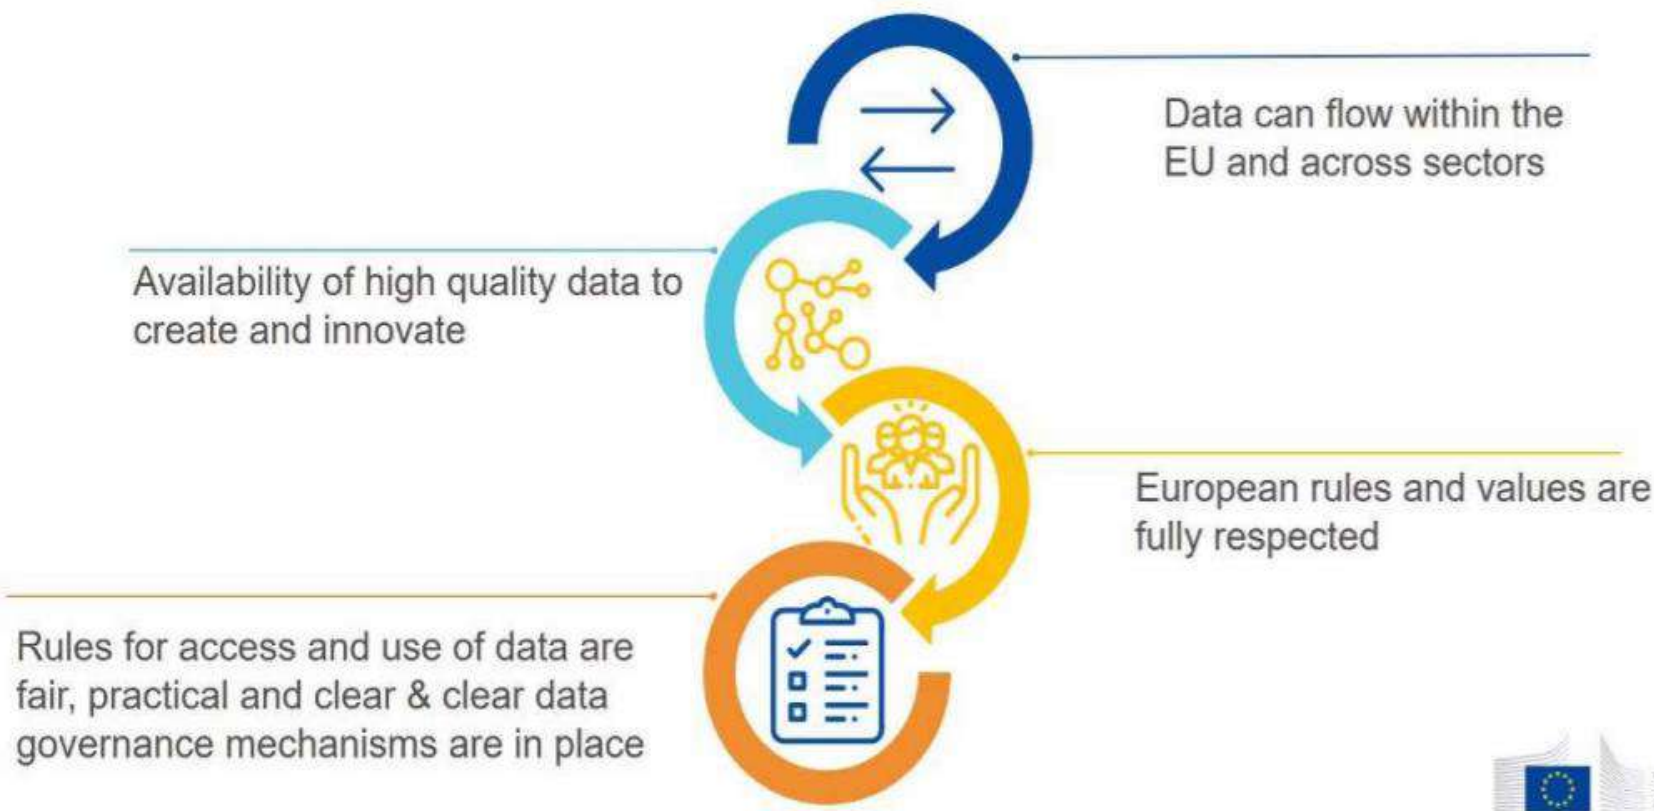 Data can flow within the
EU and across sectors
Availability of high quality data to
create and innovate
European rules and values are
fully respected
Rules for access and use of data are
fair, practical and clear & clear data
governance mechanisms are in place